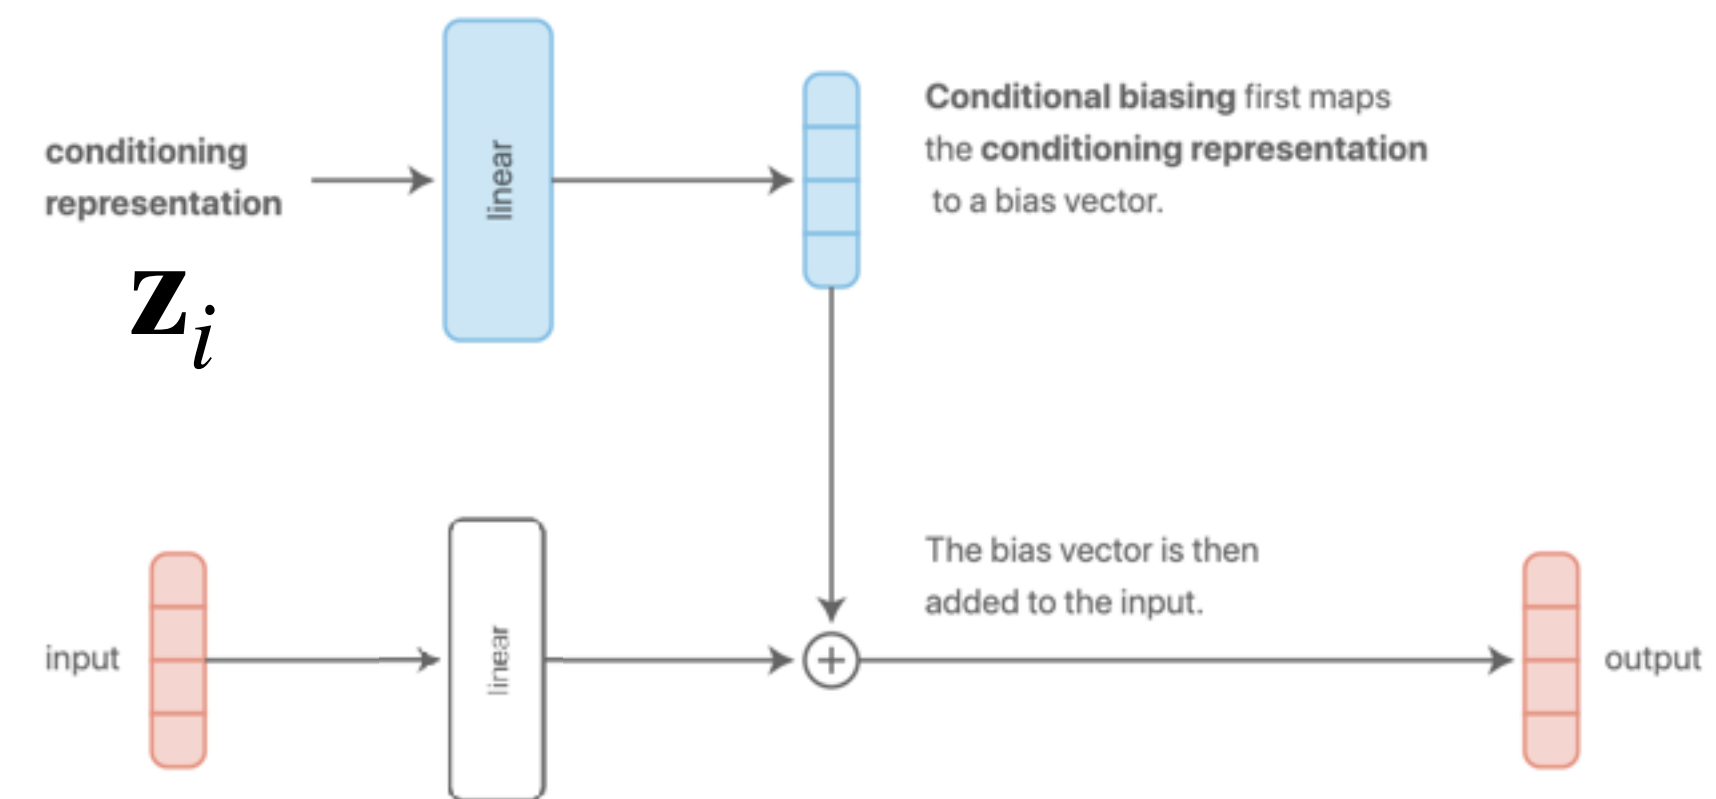 conditioning
representation
𝐳ᵢ
linear
Conditional biasing first maps
the conditioning representation
to a bias vector.
input
linear
+
The bias vector is then
added to the input.
output